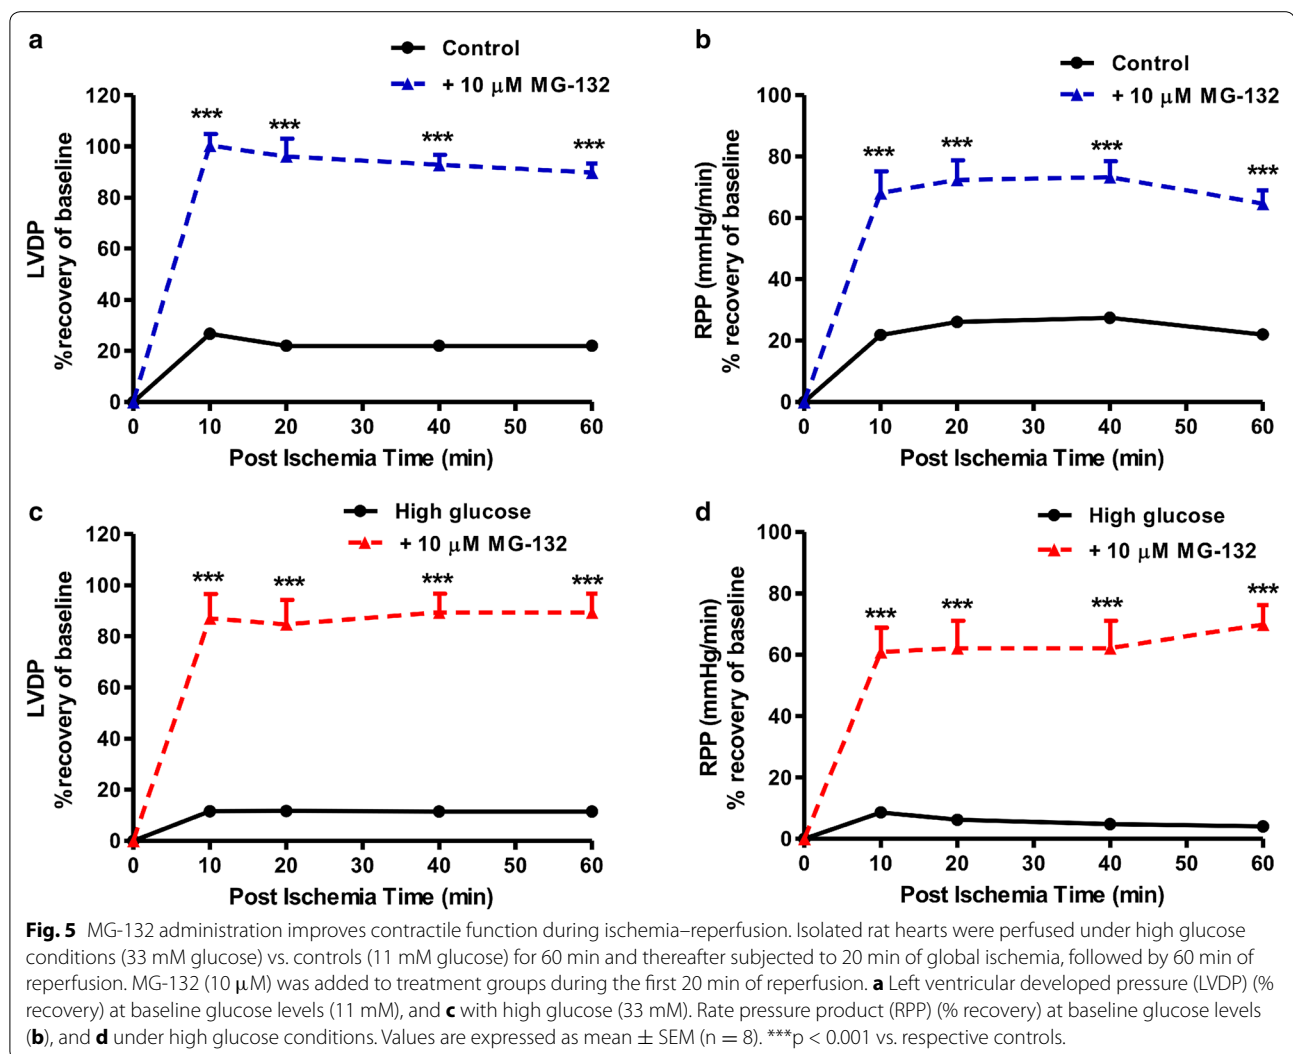 a
Control
+ 10 μM MG-132
120
100
80
60
40
20
0
LVDP
%recovery of baseline
*** *** *** ***
0 10 20 30 40 50 60
Post Ischemia Time (min)
b
Control
+ 10 μM MG-132
100
80
60
40
20
0
RPP (mmHg/min)
% recovery of baseline
*** *** *** ***
0 10 20 30 40 50 60
Post Ischemia Time (min)
c
High glucose
+ 10 μM MG-132
120
100
80
60
40
20
0
LVDP
%recovery of baseline
*** *** *** ***
0 10 20 30 40 50 60
Post Ischemia Time (min)
d
High glucose
+ 10 μM MG-132
100
80
60
40
20
0
RPP (mmHg/min)
% recovery of baseline
*** *** *** ***
0 10 20 30 40 50 60
Post Ischemia Time (min)
Fig. 5 MG-132 administration improves contractile function during ischemia–reperfusion. Isolated rat hearts were perfused under high glucose
conditions (33 mM glucose) vs. controls (11 mM glucose) for 60 min and thereafter subjected to 20 min of global ischemia, followed by 60 min of
reperfusion. MG-132 (10 μM) was added to treatment groups during the first 20 min of reperfusion. a Left ventricular developed pressure (LVDP) (%
recovery) at baseline glucose levels (11 mM), and c with high glucose (33 mM). Rate pressure product (RPP) (% recovery) at baseline glucose levels
(b), and d under high glucose conditions. Values are expressed as mean ± SEM (n = 8). ***p < 0.001 vs. respective controls.